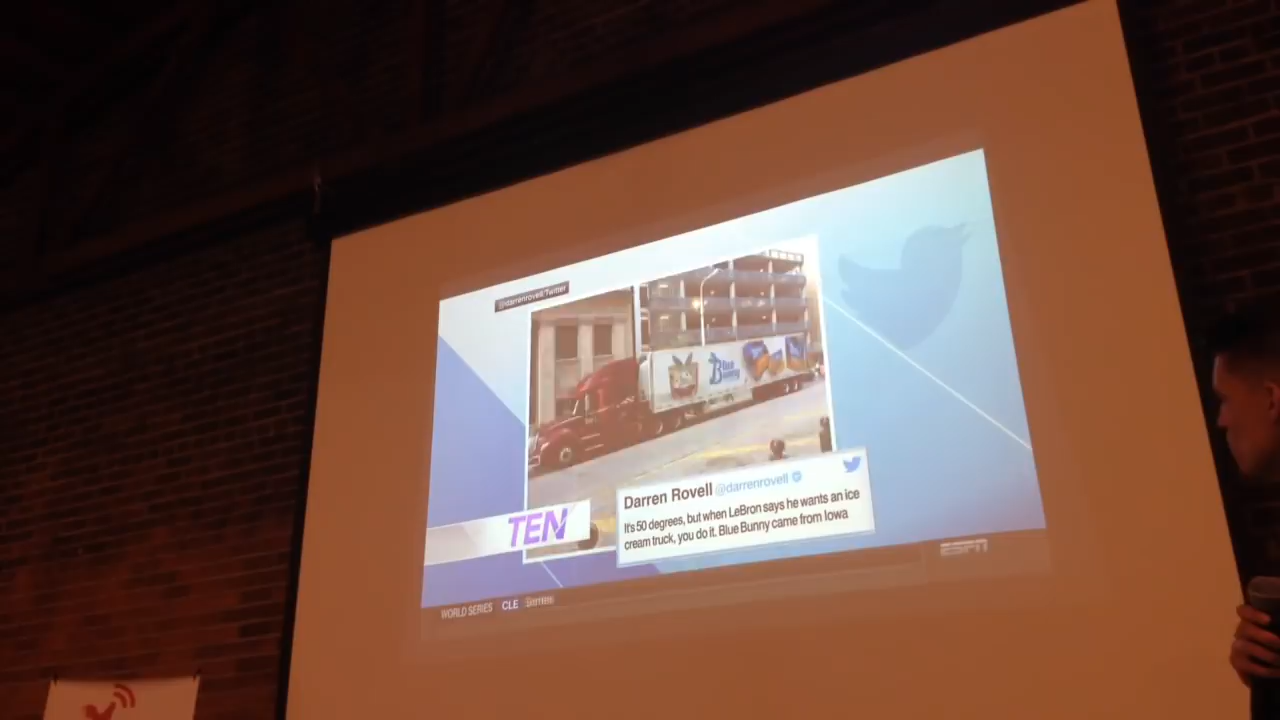 @darrenrovell/Twitter
Blue
Bunny
Darren Rovell @darrenrovell
It's 50 degrees, but when LeBron says he wants an ice
cream truck, you do it. Blue Bunny came from Iowa
TEN
ESPN
WORLD SERIES CLE